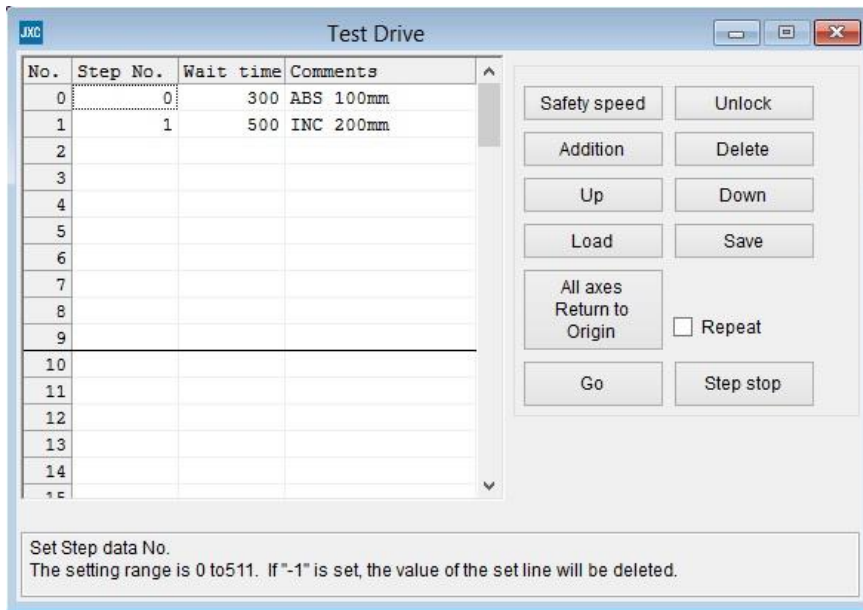 JXC Test Drive
No. Step No. Wait time Comments
0 0 300 ABS 100mm
1 1 500 INC 200mm
2
3
4
5
6
7
8
9
10
11
12
13
14
15
Safety speed Unlock
Addition Delete
Up Down
Load Save
All axes
Return to
Origin
Repeat
Go Step stop
Set Step data No.
The setting range is 0 to511. If "-1" is set, the value of the set line will be deleted.